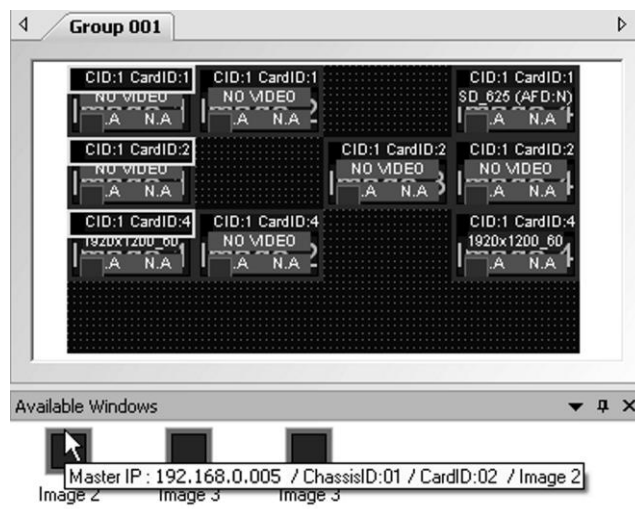 Group 001
CID:1 CardID:1 CID:1 CardID:1 CID:1 CardID:1
NO VIDEO NO VIDEO SD_625 (AFD:N)
.A N.A .A N.A .A N.A
CID:1 CardID:2 CID:1 CardID:2 CID:1 CardID:2
NO VIDEO NO VIDEO NO VIDEO
.A N.A .A N.A .A N.A
CID:1 CardID:4 CID:1 CardID:4 CID:1 CardID:4
1920x1200_60 NO VIDEO 1920x1200_60
.A N.A .A N.A .A N.A
Available Windows
Master IP : 192.168.0.005 / ChassisID:01 / CardID:02 / Image 2
Image 2 Image 3 Image 3